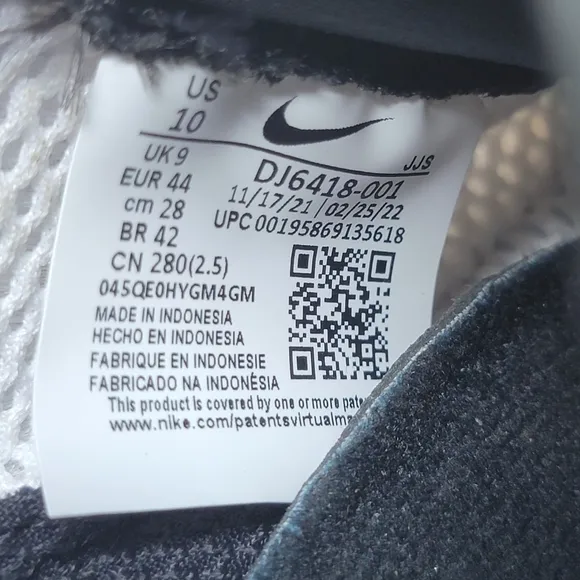 US
10
UK 9
EUR 44
cm 28
BR 42
CN 280(2.5)
JJS
DJ6418-001
11/17/21 | 02/25/22
UPC 00195869135618
045QE0HYGM4GM
MADE IN INDONESIA
HECHO EN INDONESIA
FABRIQUE EN INDONESIE
FABRICADO NA INDONÉSIA
This product is covered by one or more
www.nike.com/patentsvirtualma